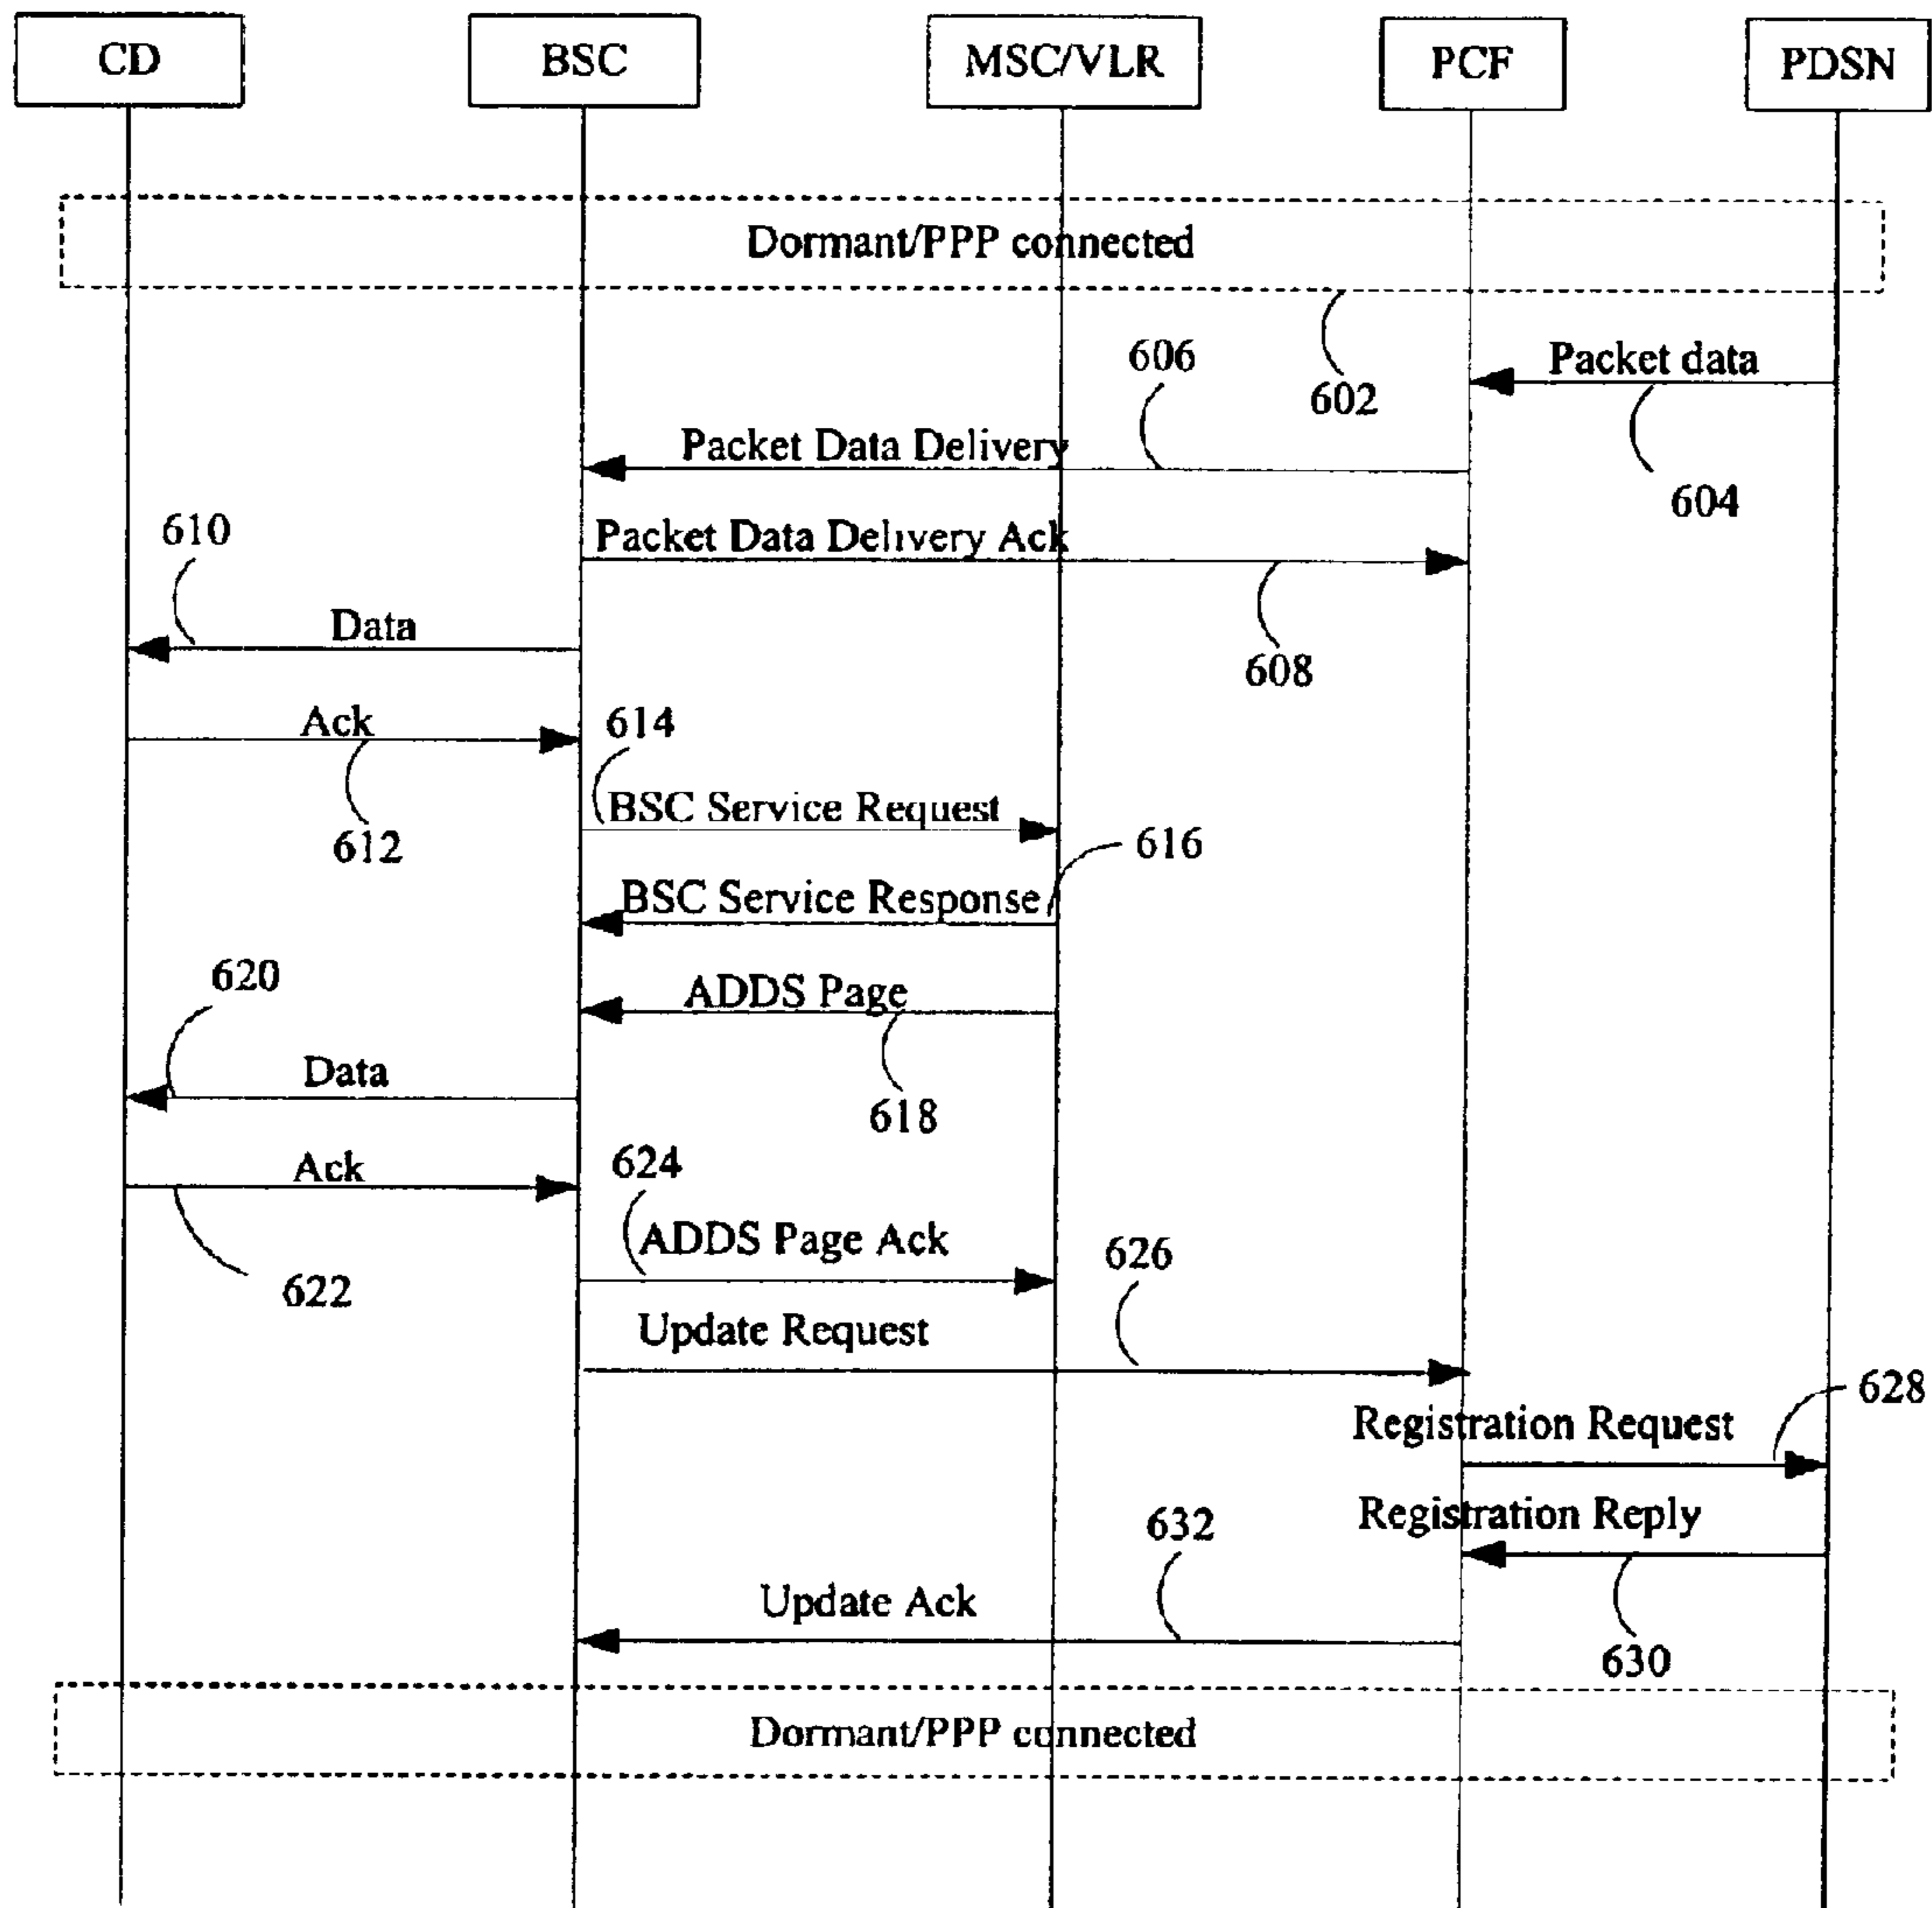 CD BSC MSC/VLR PCF PDSN
Dormant/PPP connected
602
606
Packet data
604
Packet Data Delivery
610
Packet Data Delivery Ack
608
Data
Ack
612
614
BSC Service Request
616
BSC Service Response
620
ADDS Page
618
Data
Ack
622
624
ADDS Page Ack
626
Update Request
628
Registration Request
Registration Reply
630
632
Update Ack
Dormant/PPP connected